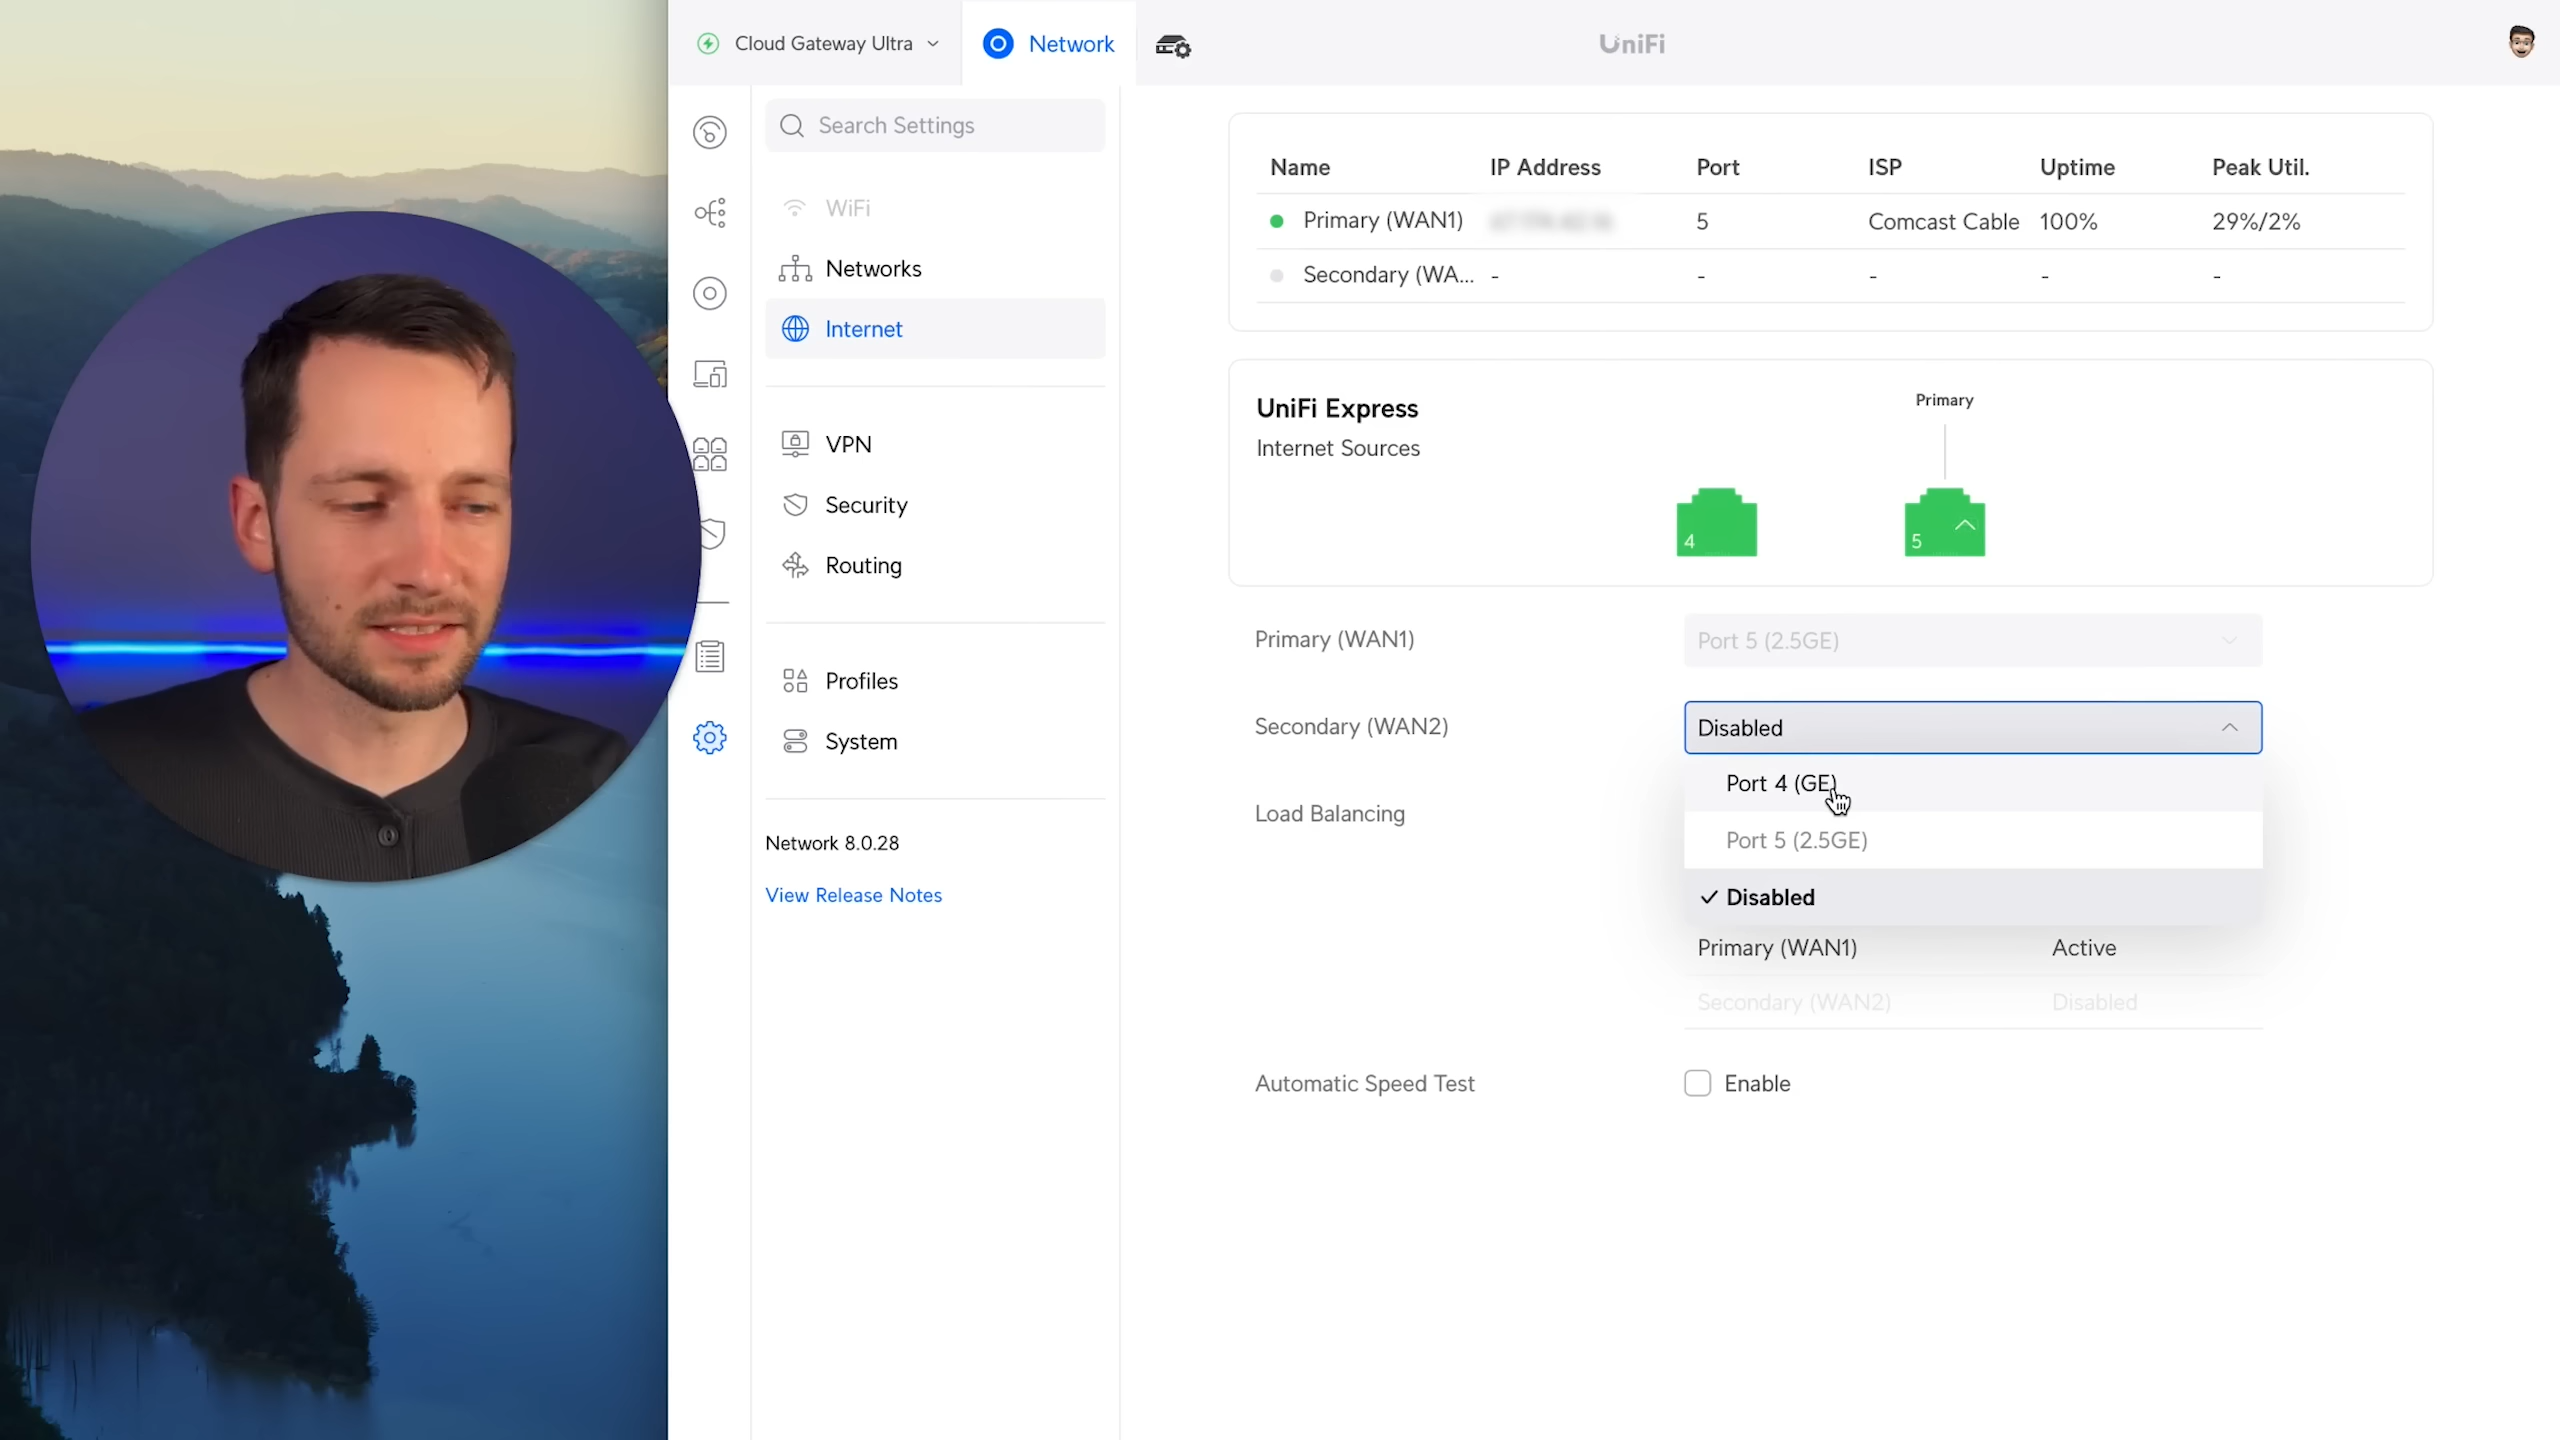 Cloud Gateway Ultra
Network
UniFi
Search Settings
WiFi
Networks
Internet
VPN
Security
Routing
Profiles
System
Network 8.0.28
View Release Notes
Name IP Address Port ISP Uptime Peak Util.
Primary (WAN1) 5 Comcast Cable 100% 29%/2%
Secondary (WA... - - - - -
UniFi Express
Internet Sources
Primary
4
5
Primary (WAN1) Port 5 (2.5GE)
Secondary (WAN2) Disabled
Port 4 (GE)
Load Balancing
Port 5 (2.5GE)
Disabled
Primary (WAN1) Active
Secondary (WAN2) Disabled
Automatic Speed Test Enable